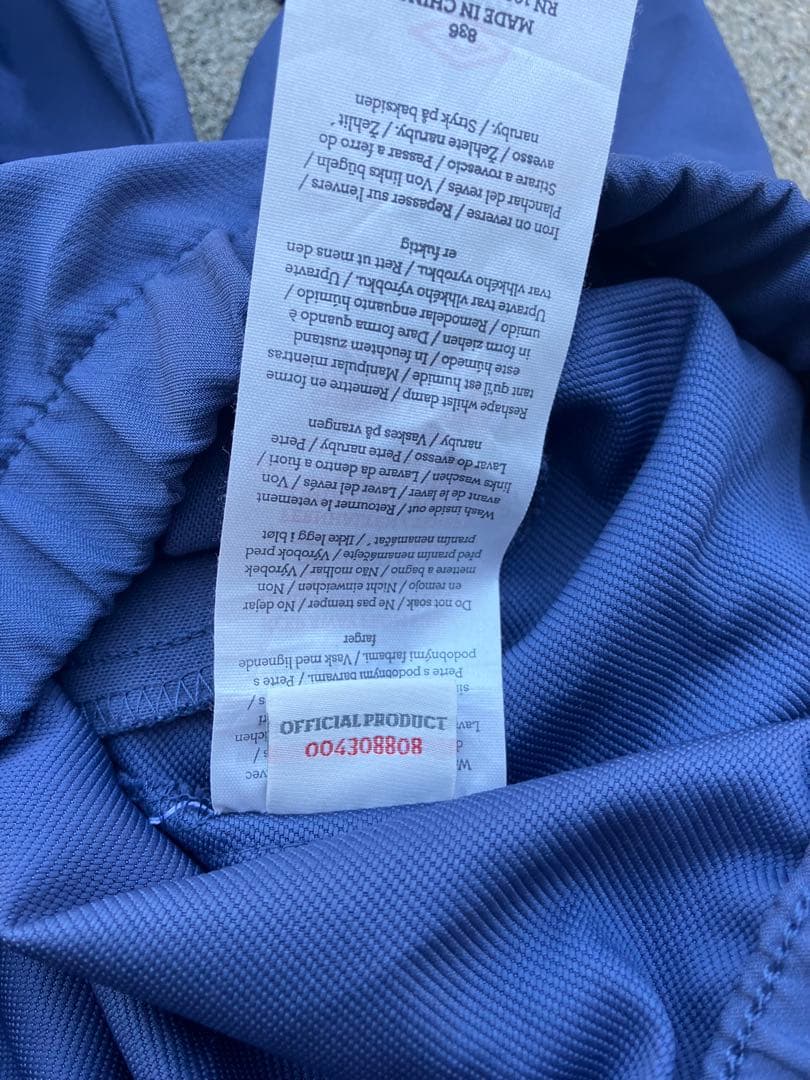 OFFICIAL PRODUCT
004308808
podobnými farbami. Vask med lignende
farger
Do not soak / Ne pas tremper / No dejar
en remojo / Nicht einweichen / Non
mettere a bagno / Não molhar / Výrobek
před praním nenamáčejte / Výrobok pred
praním nenamáčať / Ikke legg i bløt
Wash inside out / Retourner le vetement
avant de le laver / Laver del revés / Von
links waschen / Lavare da dentro a fuori /
Lavar do avesso / Perte naruby / Perte
naruby / Vaskes på vrangen
Reshape whilst damp / Remettre en forme
tant qu'il est humide / Manipular mientras
este húmedo / In feuchtem zustand
in form ziehen / Dare forma quando è
umido / Remodelar enquanto húmido /
Upravte tvar vlhkého výrobku. / Upravte
tvar vlhkého výrobku. / Rett ut mens den
er fuktig
Iron on reverse / Repasser sur l'envers /
Planchar del revés / Von links bügeln /
Stirare a rovescio / Passar a ferro do
avesso / Žehlete naruby. / Žehliť
naruby. / Stryk på baksiden
836
MADE IN CHINA
RN